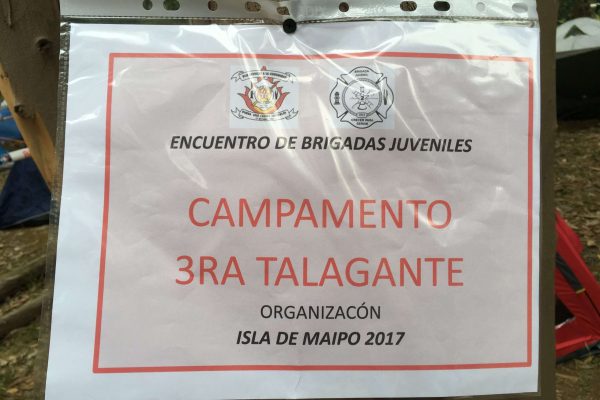 ENCUENTRO DE BRIGADAS JUVENILES
CAMPAMENTO
3RA TALAGANTE
ORGANIZACÓN
ISLA DE MAIPO 2017